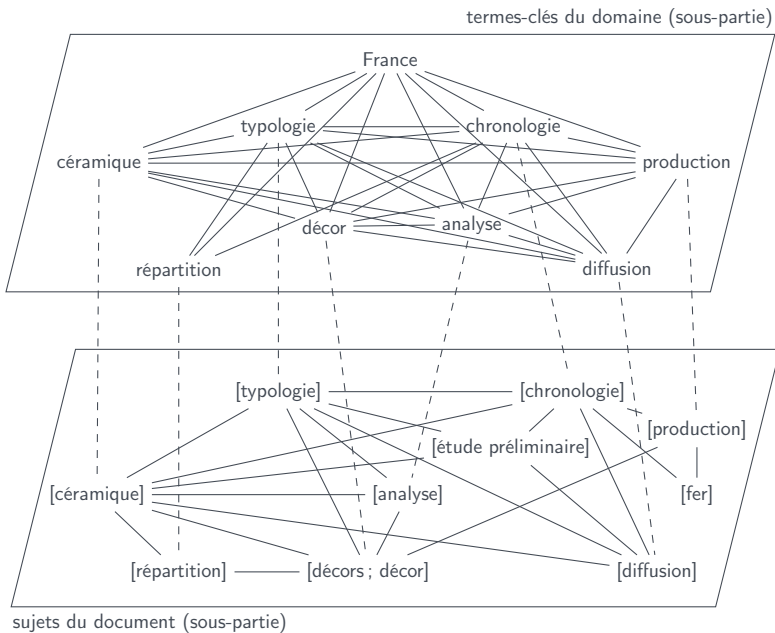 termes-clés du domaine (sous-partie)
France
typologie
chronologie
céramique
production
décor
analyse
répartition
diffusion
[typologie]
[chronologie]
[production]
[étude préliminaire]
[céramique]
[analyse]
[fer]
[répartition]
[décors ; décor]
[diffusion]
sujets du document (sous-partie)